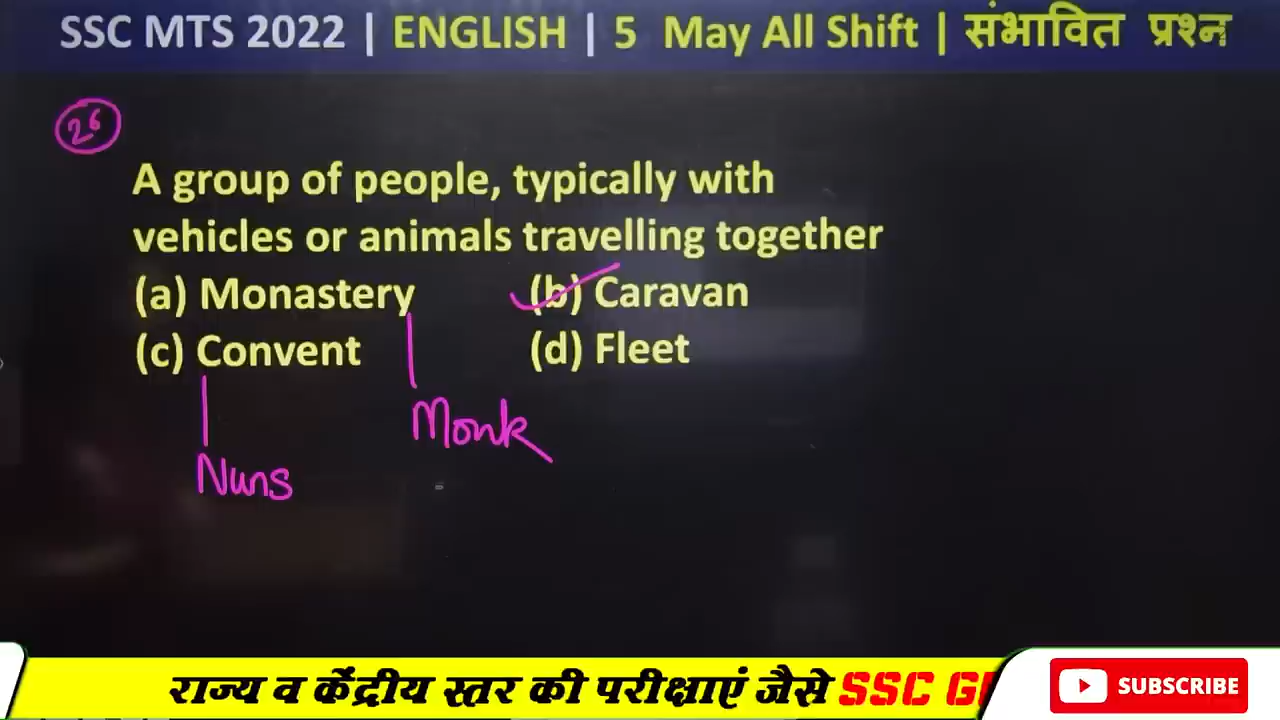 SSC MTS 2022 | ENGLISH | 5 May All Shift | संभावित प्रश्न
26
A group of people, typically with
vehicles or animals travelling together
(a) Monastery (b) Caravan
(c) Convent (d) Fleet
Monk
Nuns
राज्य व केंद्रीय स्तर की परीक्षाएं जैसे SSC
SUBSCRIBE